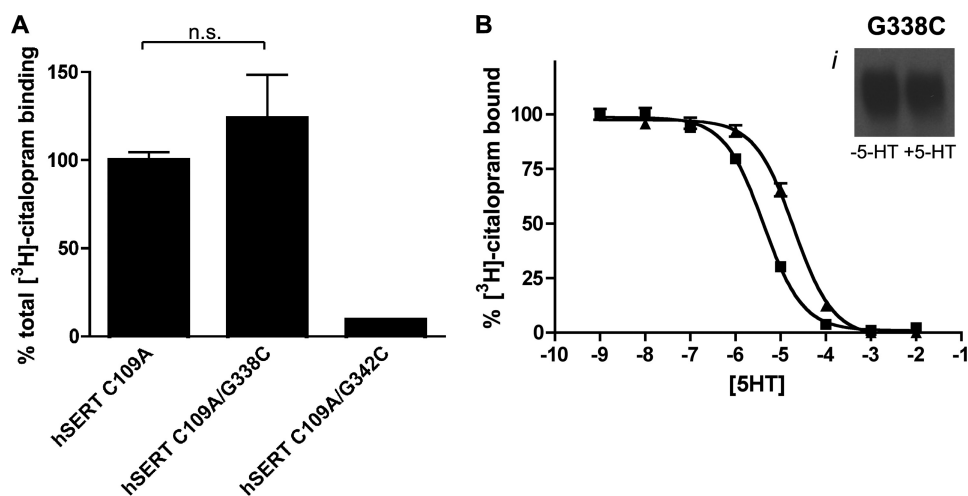 A
n.s.
% total [³H]-citalopram binding
150
100
50
0
hSERT C109A
hSERT C109A/G338C
hSERT C109A/G342C
B
G338C
i
-5-HT +5-HT
% [³H]-citalopram bound
100
75
50
25
0
-10 -9 -8 -7 -6 -5 -4 -3 -2 -1
[5HT]